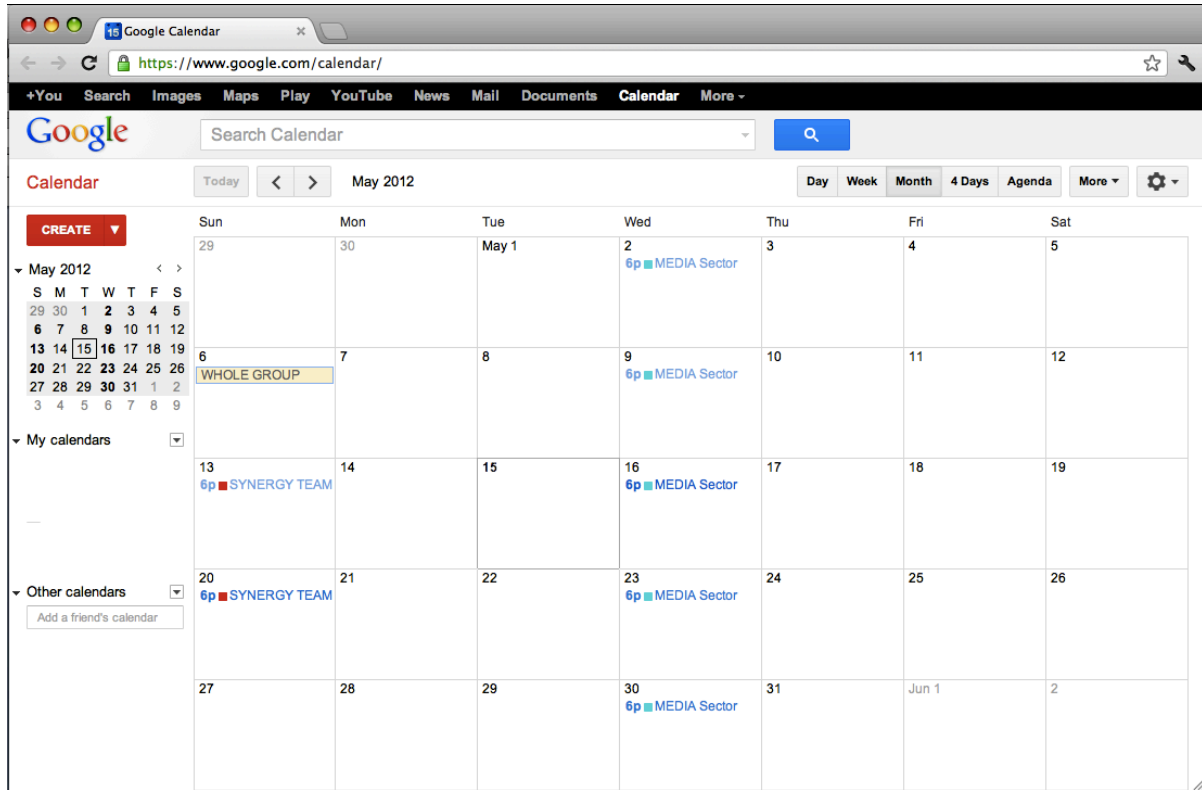 15 Google Calendar
https://www.google.com/calendar/
+You Search Images Maps Play YouTube News Mail Documents Calendar More
Google Search Calendar
Calendar Today < > May 2012 Day Week Month 4 Days Agenda More
CREATE
Sun Mon Tue Wed Thu Fri Sat
29 30 May 1 2 3 4 5
6p MEDIA Sector
May 2012 < >
S M T W T F S
29 30 1 2 3 4 5
6 7 8 9 10 11 12
13 14 15 16 17 18 19
20 21 22 23 24 25 26
27 28 29 30 31 1 2
3 4 5 6 7 8 9
My calendars
Other calendars
Add a friend's calendar
6 7 8 9 10 11 12
WHOLE GROUP 6p MEDIA Sector
13 14 15 16 17 18 19
6p SYNERGY TEAM 6p MEDIA Sector
20 21 22 23 24 25 26
6p SYNERGY TEAM 6p MEDIA Sector
27 28 29 30 31 Jun 1 2
6p MEDIA Sector